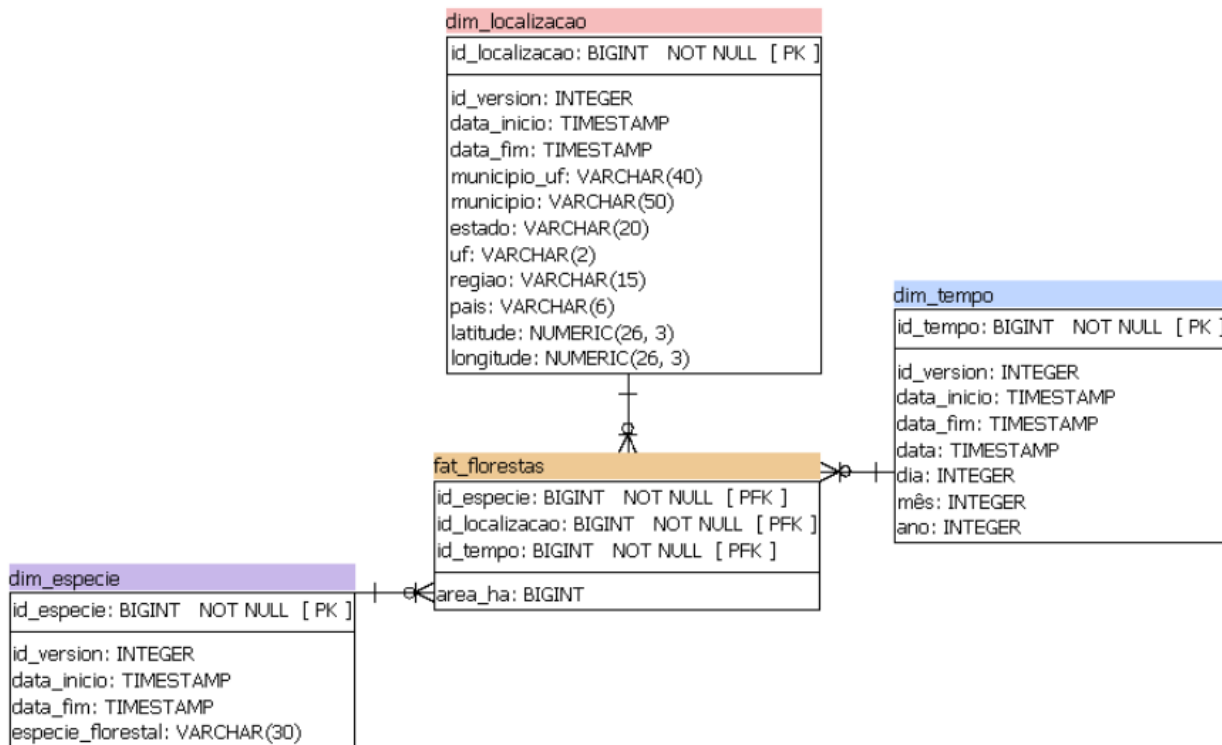 dim_localizacao
id_localizacao: BIGINT NOT NULL [ PK ]
id_version: INTEGER
data_inicio: TIMESTAMP
data_fim: TIMESTAMP
municipio_uf: VARCHAR(40)
municipio: VARCHAR(50)
estado: VARCHAR(20)
uf: VARCHAR(2)
regiao: VARCHAR(15)
pais: VARCHAR(6)
latitude: NUMERIC(26, 3)
longitude: NUMERIC(26, 3)
dim_tempo
id_tempo: BIGINT NOT NULL [ PK ]
id_version: INTEGER
data_inicio: TIMESTAMP
data_fim: TIMESTAMP
data: TIMESTAMP
dia: INTEGER
mês: INTEGER
ano: INTEGER
fat_florestas
id_especie: BIGINT NOT NULL [ PFK ]
id_localizacao: BIGINT NOT NULL [ PFK ]
id_tempo: BIGINT NOT NULL [ PFK ]
area_ha: BIGINT
dim_especie
id_especie: BIGINT NOT NULL [ PK ]
id_version: INTEGER
data_inicio: TIMESTAMP
data_fim: TIMESTAMP
especie_florestal: VARCHAR(30)